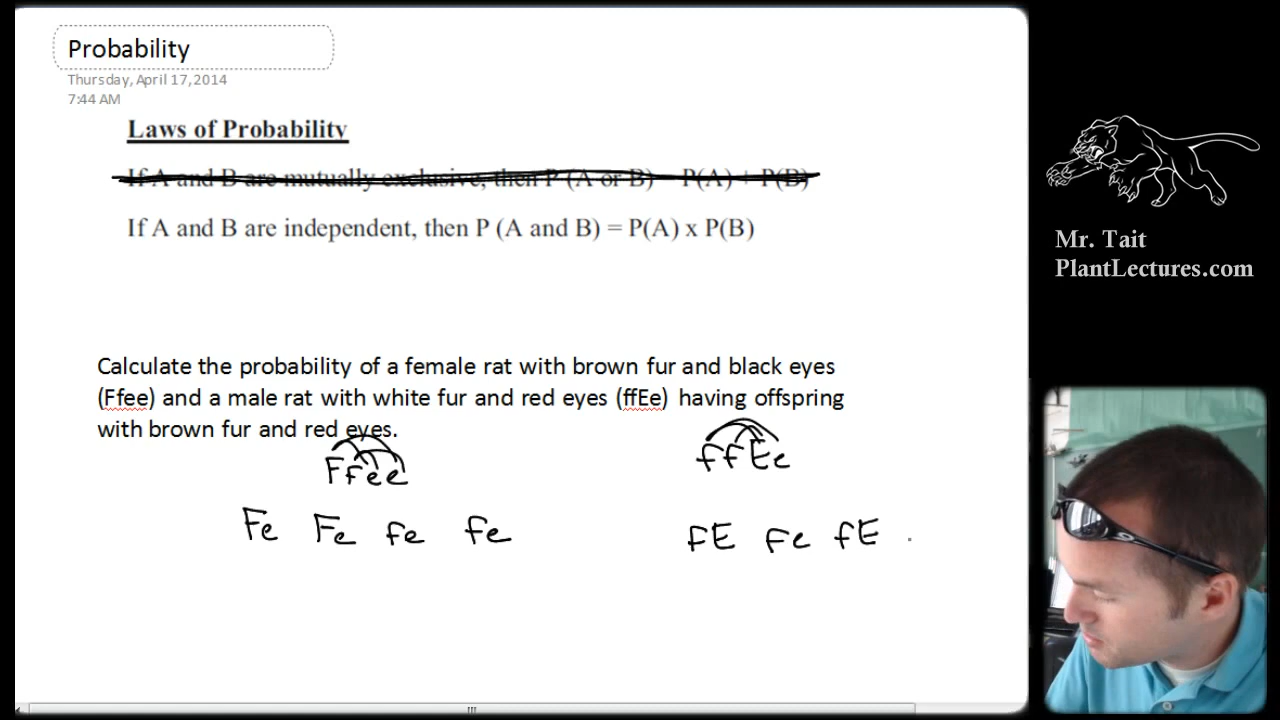 Probability
Thursday, April 17, 2014
7:44 AM
Laws of Probability
If A and B are mutually exclusive, then P (A or B) = P(A) + P(B)
If A and B are independent, then P (A and B) = P(A) x P(B)
Mr. Tait
PlantLectures.com
Calculate the probability of a female rat with brown fur and black eyes
(Ffee) and a male rat with white fur and red eyes (ffEe) having offspring
with brown fur and red eyes.
Ffee ffEe
Fe Fe fe fe fE fe fE